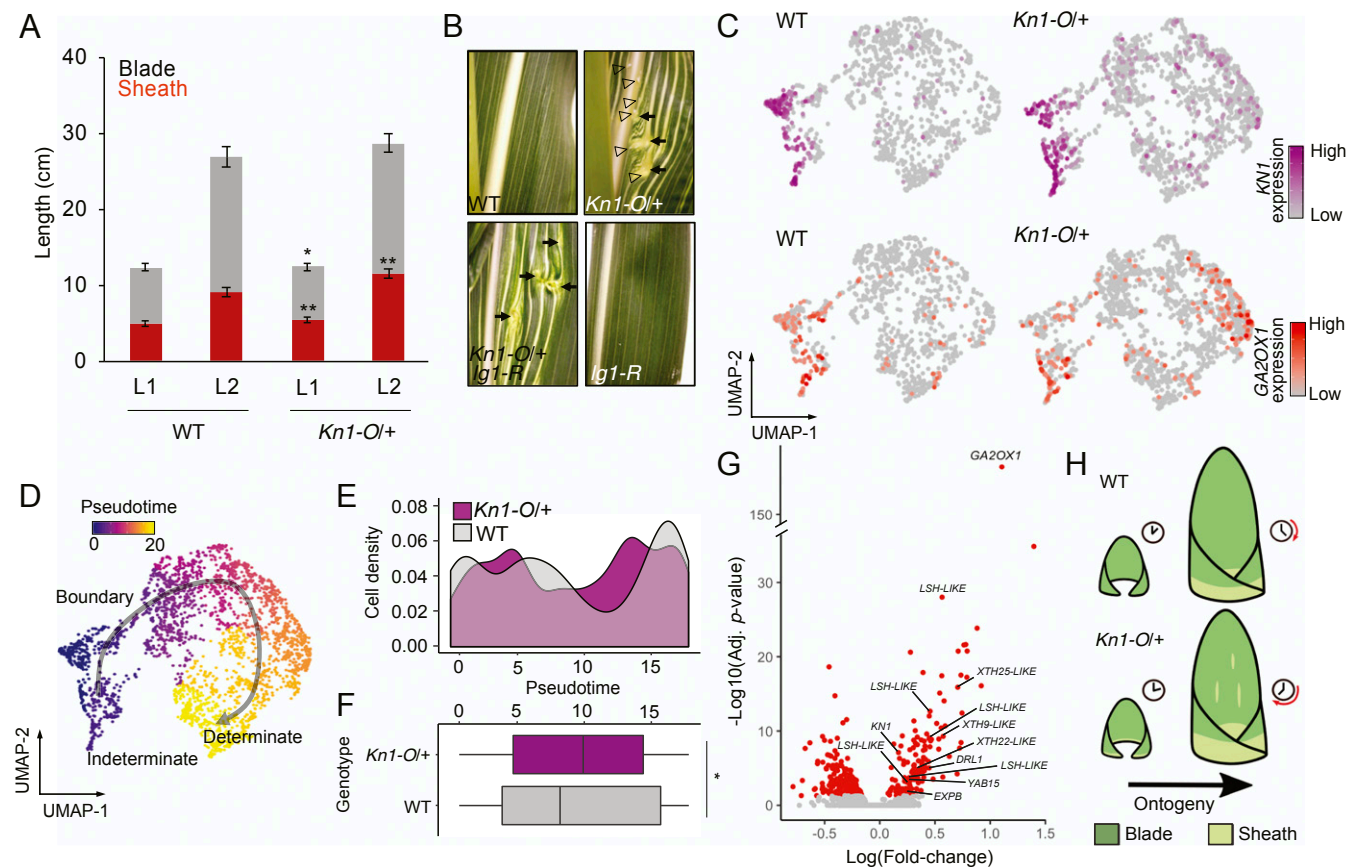 A
Blade
Sheath
Length (cm)
40
30
20
10
0
L1
L2
L1
L2
WT
Kn1-O/+
*
**
**
B
WT
Kn1-O/+
Kn1-O/+
lg1-R
lg1-R
C
WT
Kn1-O/+
KN1
expression
High
Low
WT
Kn1-O/+
GA2OX1
expression
High
Low
UMAP-2
UMAP-1
D
Pseudotime
0
20
Boundary
Indeterminate
Determinate
UMAP-2
UMAP-1
E
Kn1-O/+
WT
Cell density
0.08
0.06
0.04
0.02
0.00
0
5
10
15
Pseudotime
F
0
5
10
15
Genotype
Kn1-O/+
WT
*
G
-Log10(Adj. p-value)
150
30
20
10
0
GA2OX1
LSH-LIKE
XTH25-LIKE
LSH-LIKE
LSH-LIKE
KN1
XTH9-LIKE
LSH-LIKE
XTH22-LIKE
DRL1
LSH-LIKE
YAB15
EXPB
-0.5
0.0
0.5
1.0
1.5
Log(Fold-change)
H
WT
Kn1-O/+
Ontogeny
Blade
Sheath